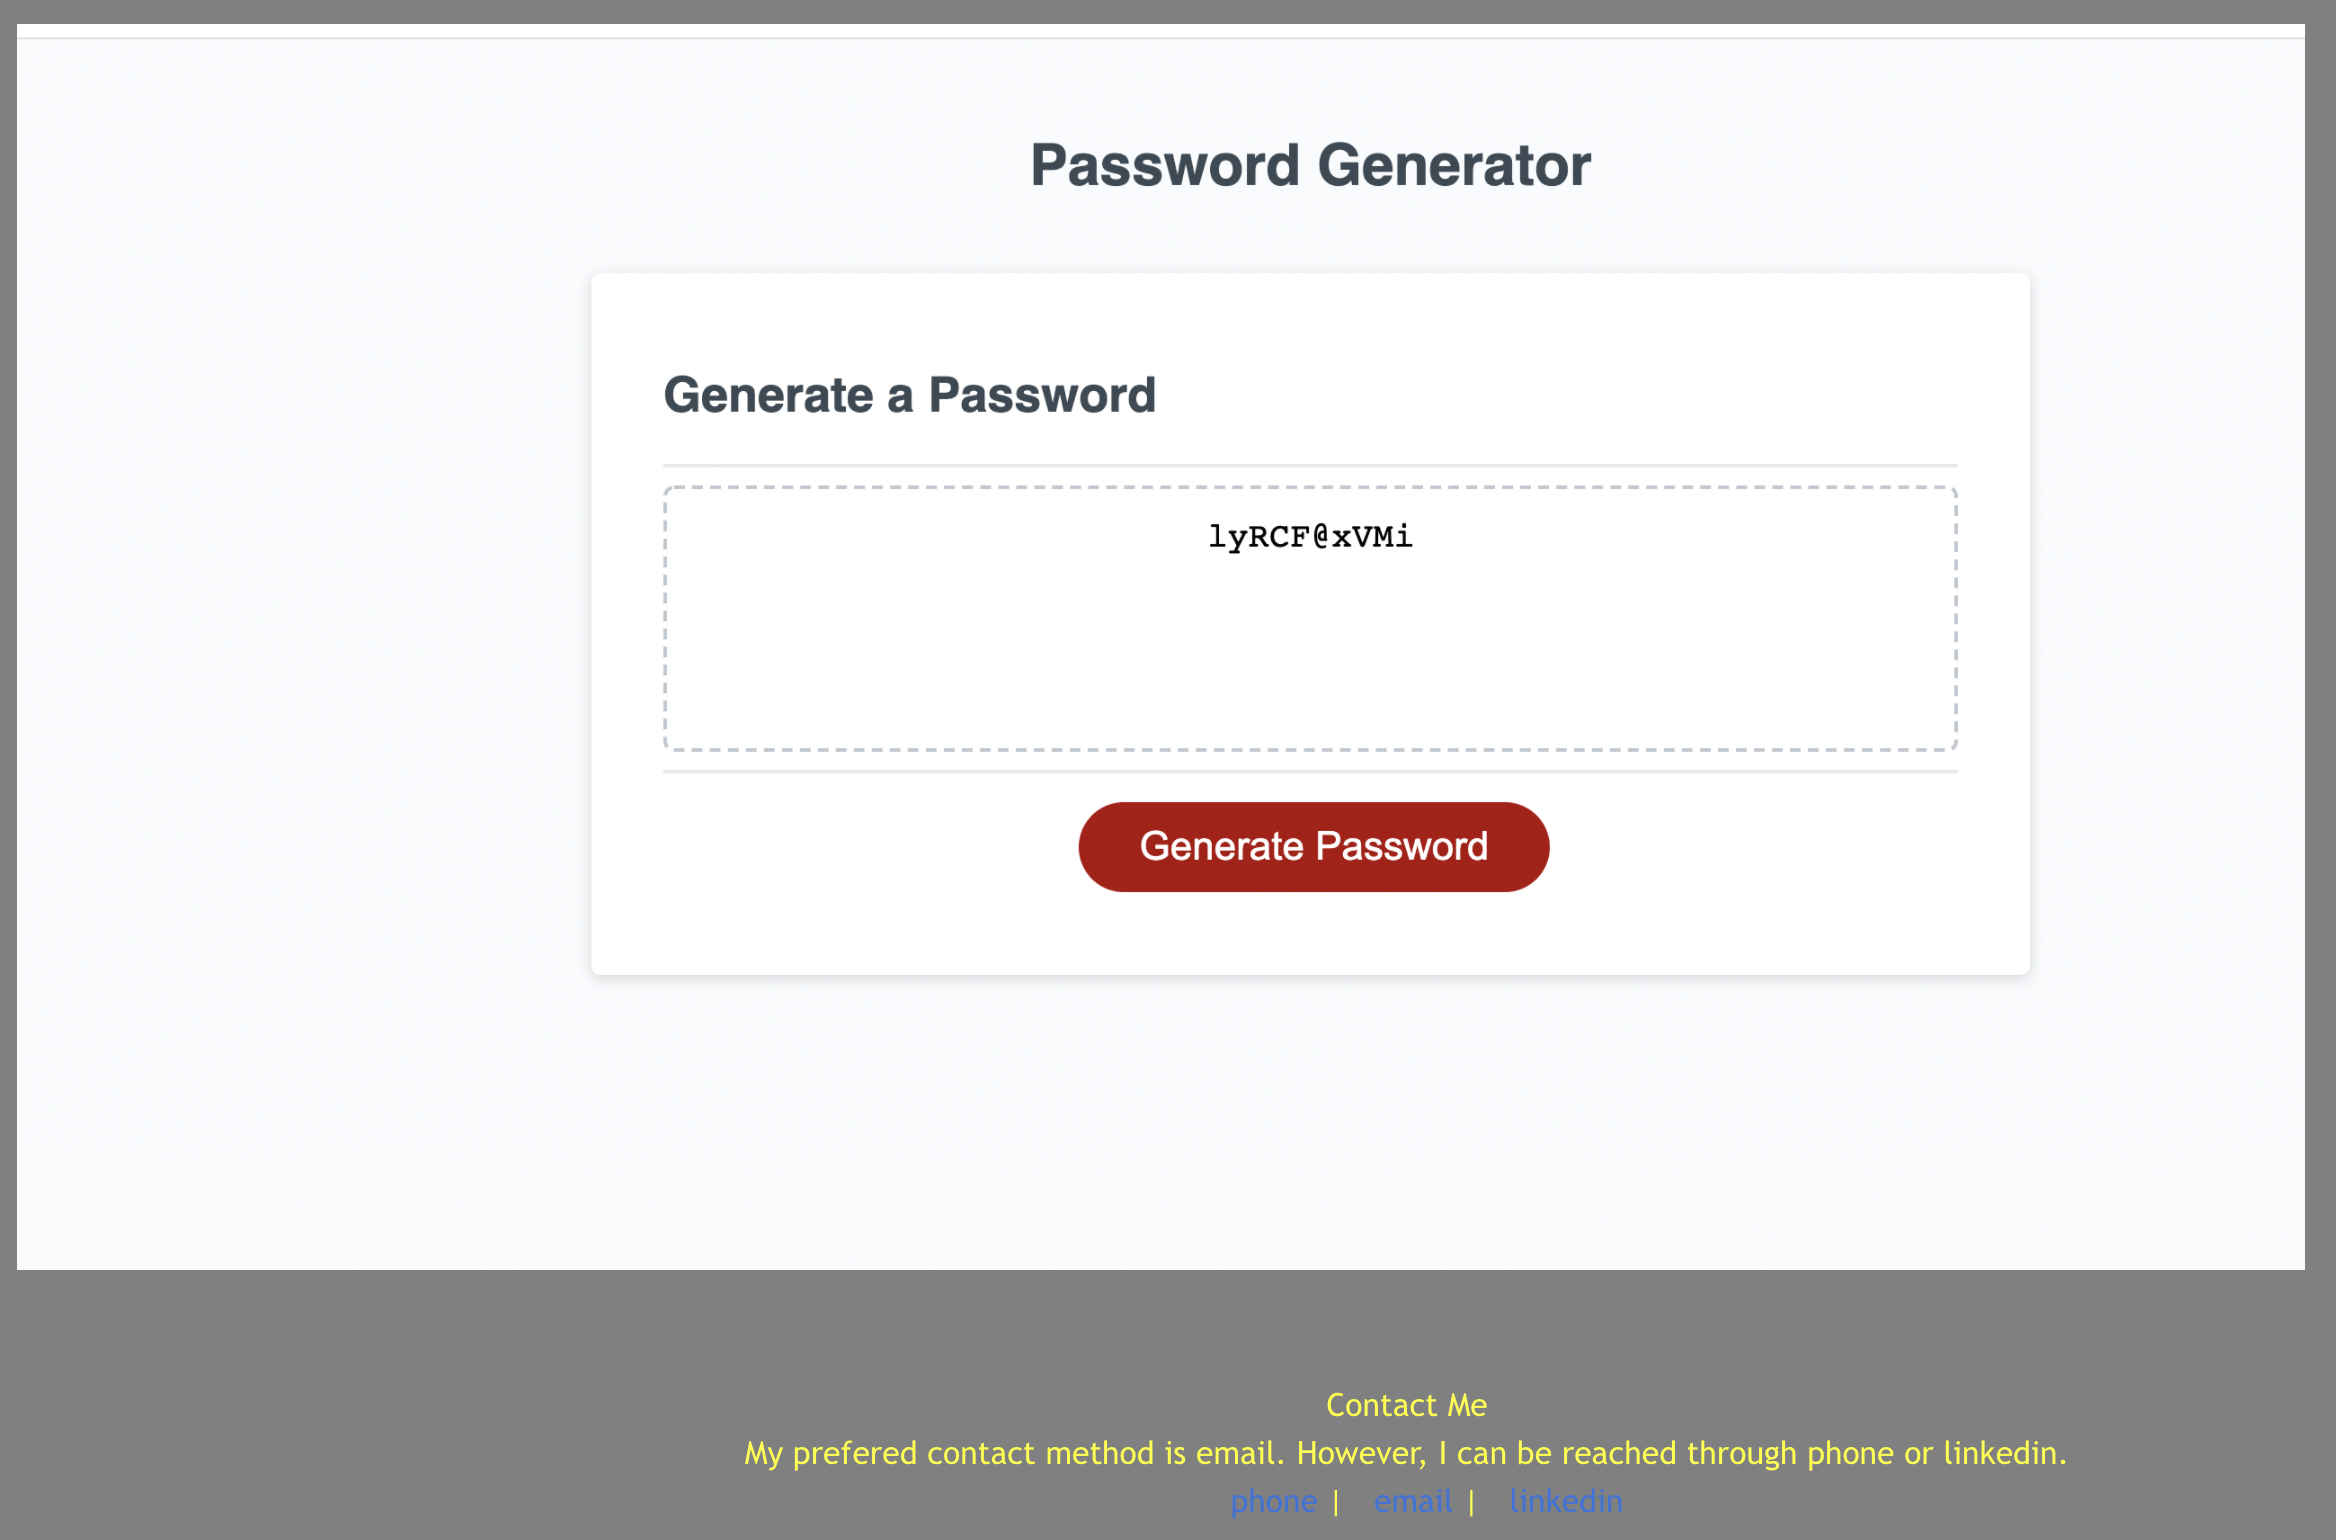 Password Generator
Generate a Password
lyRCF@xVMi
Generate Password
Contact Me
My prefered contact method is email. However, I can be reached through phone or linkedin.
phone | email | linkedin